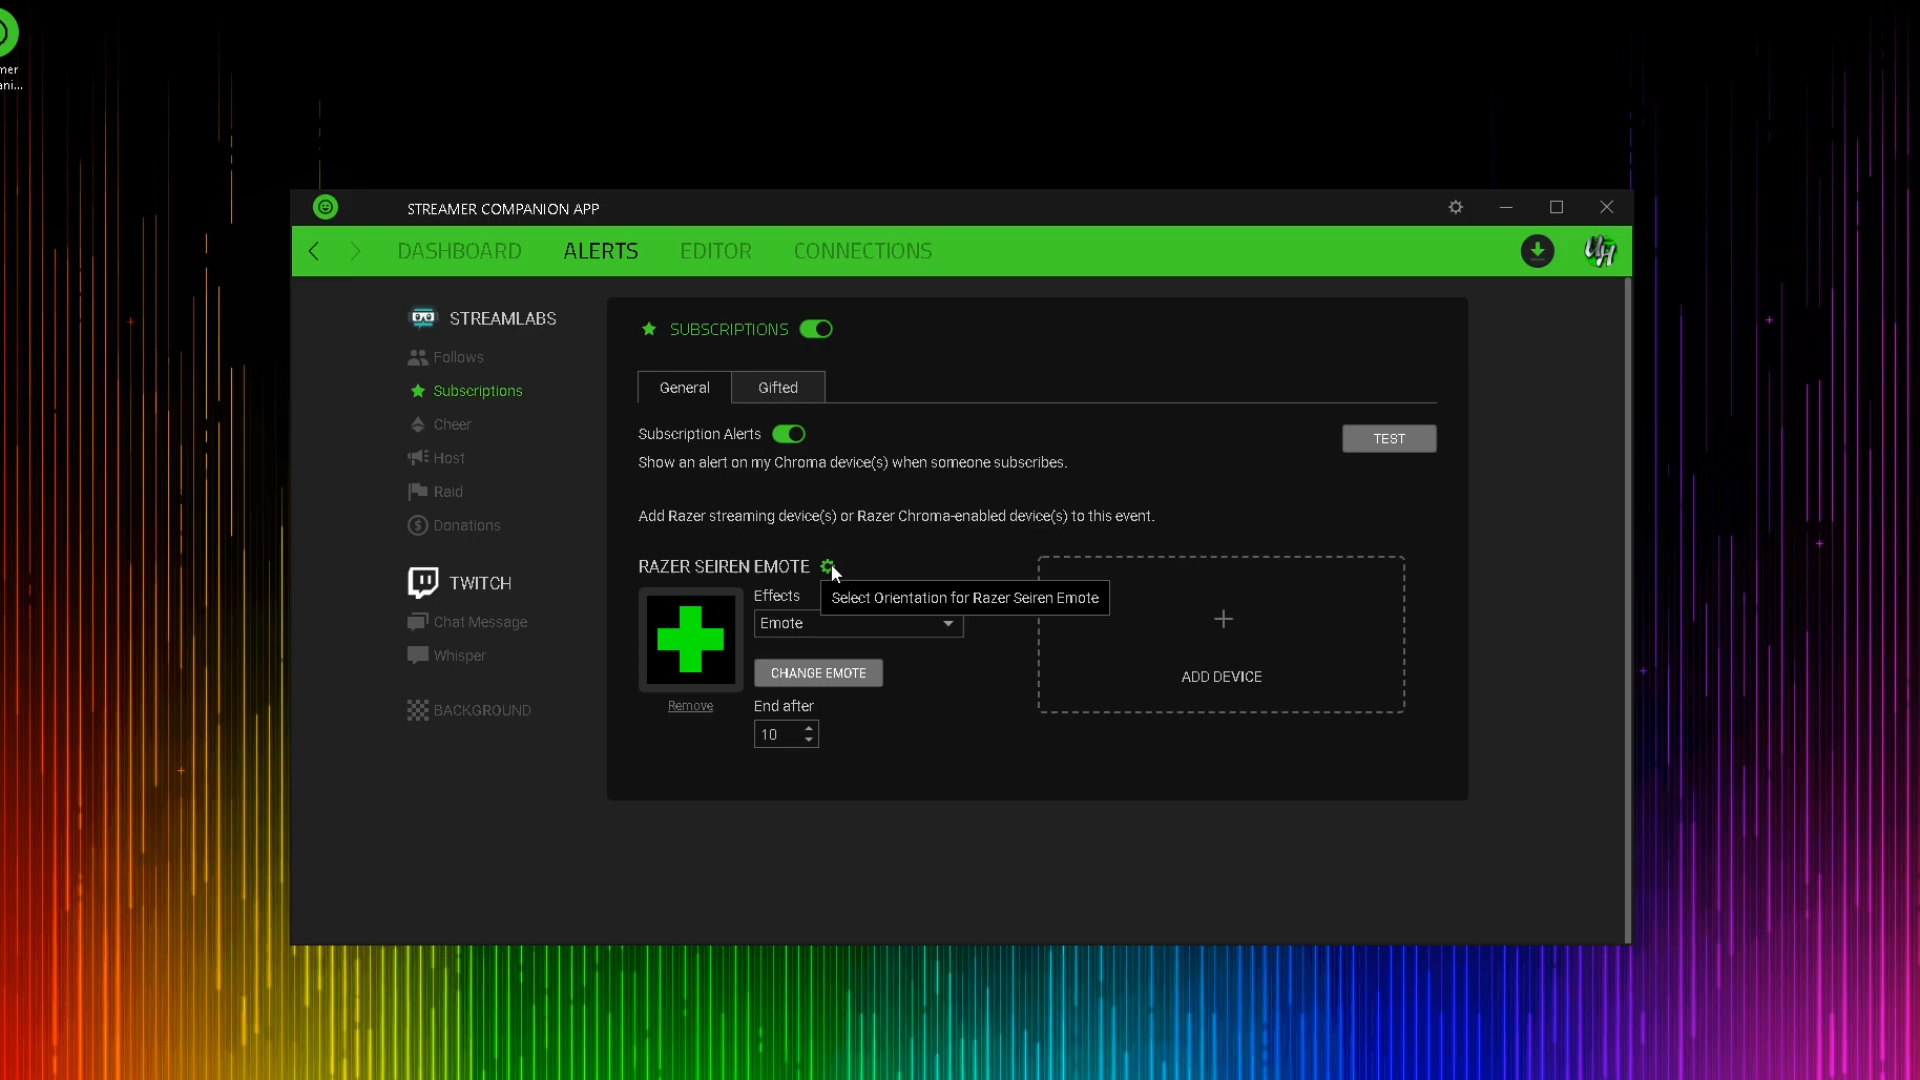 mer
ani...
STREAMER COMPANION APP
DASHBOARD ALERTS EDITOR CONNECTIONS
STREAMLABS
Follows
Subscriptions
Cheer
Host
Raid
Donations
TWITCH
Chat Message
Whisper
BACKGROUND
SUBSCRIPTIONS
General Gifted
Subscription Alerts
TEST
Show an alert on my Chroma device(s) when someone subscribes.
Add Razer streaming device(s) or Razer Chroma-enabled device(s) to this event.
RAZER SEIREN EMOTE
Effects
Select Orientation for Razer Seiren Emote
Emote
CHANGE EMOTE
Remove
End after
10
ADD DEVICE